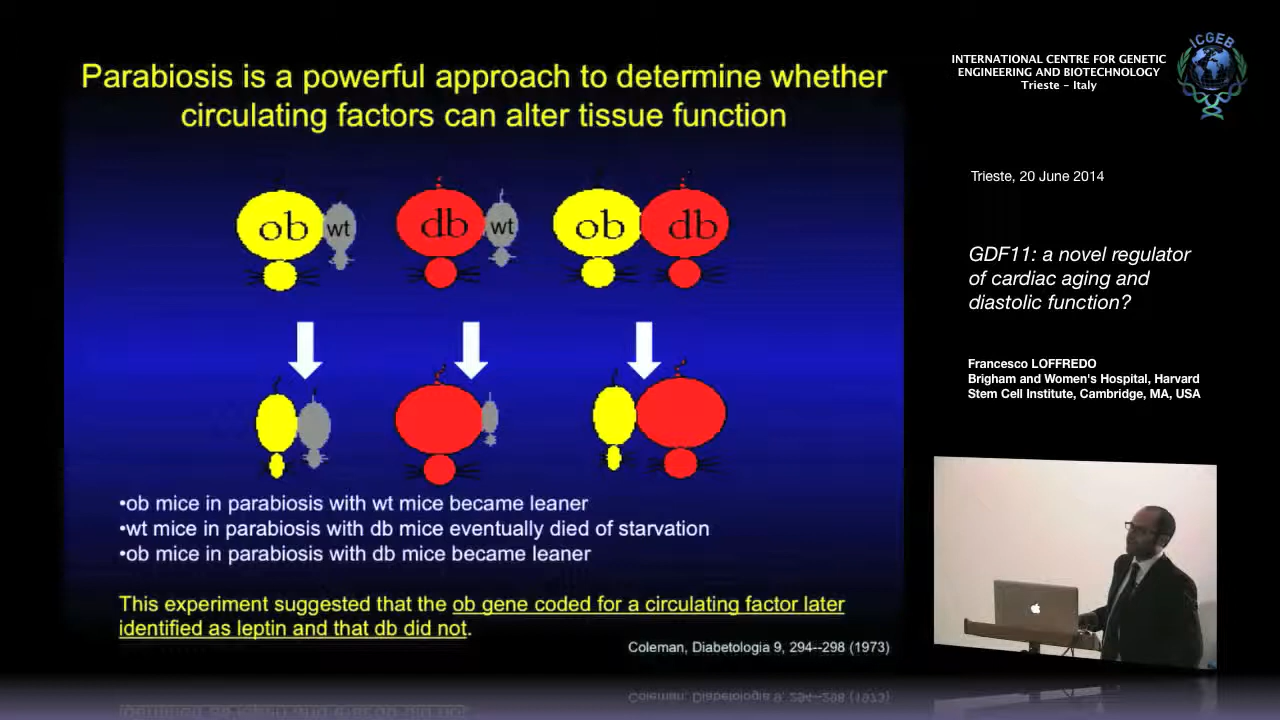 Parabiosis is a powerful approach to determine whether
circulating factors can alter tissue function
ob wt db wt ob db
•ob mice in parabiosis with wt mice became leaner
•wt mice in parabiosis with db mice eventually died of starvation
•ob mice in parabiosis with db mice became leaner
This experiment suggested that the ob gene coded for a circulating factor later
identified as leptin and that db did not.
Coleman, Diabetologia 9, 294--298 (1973)
INTERNATIONAL CENTRE FOR GENETIC
ENGINEERING AND BIOTECHNOLOGY
Trieste - Italy
ICGEB
Trieste, 20 June 2014
GDF11: a novel regulator
of cardiac aging and
diastolic function?
Francesco LOFFREDO
Brigham and Women's Hospital, Harvard
Stem Cell Institute, Cambridge, MA, USA